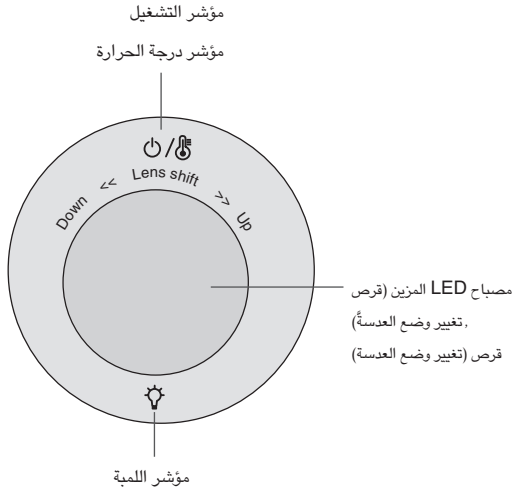 مؤشر التشغيل
مؤشر درجة الحرارة
Down << Lens shift >> Up
مصباح LED المزين (قرص
, تغيير وضع العدسةً)
قرص (تغيير وضع العدسة)
مؤشر اللمبة